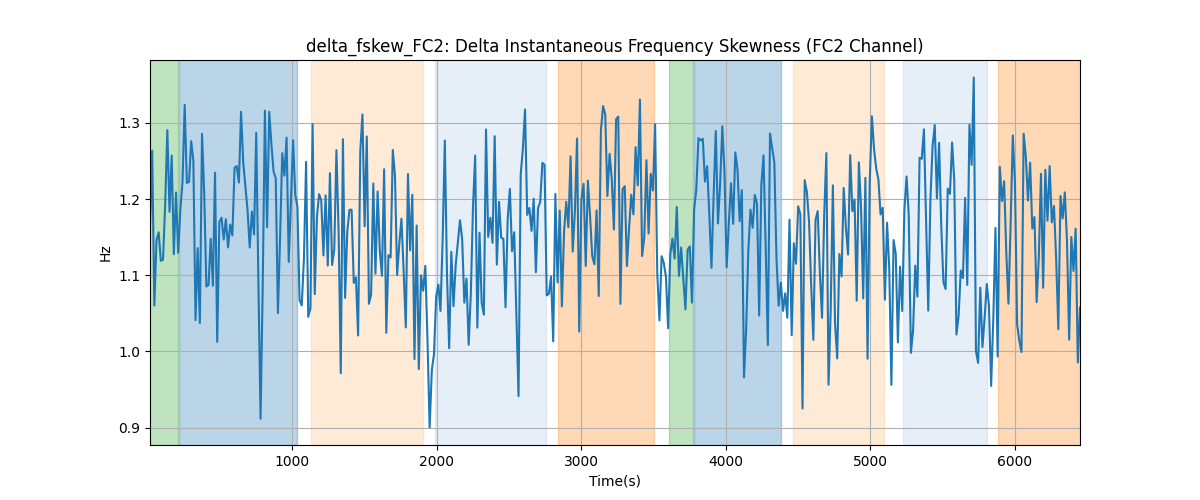 delta_fskew_FC2: Delta Instantaneous Frequency Skewness (FC2 Channel)
Hz
1.3
1.2
1.1
1.0
0.9
1000 2000 3000 4000 5000 6000
Time(s)